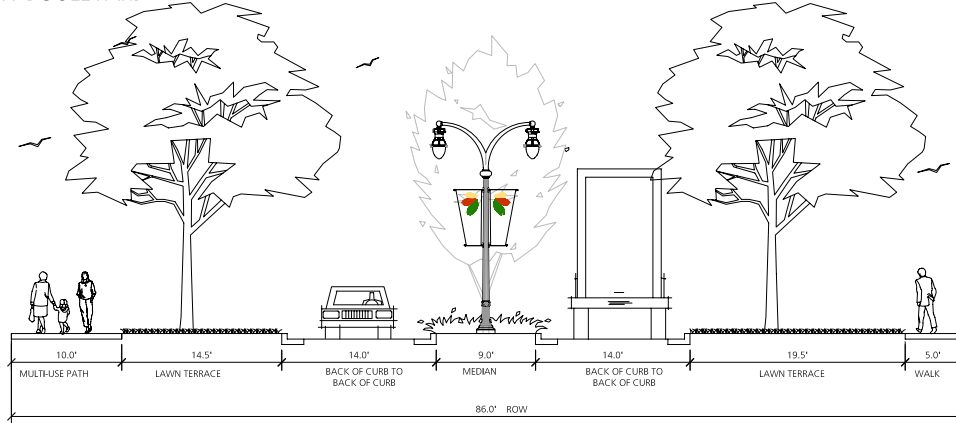 10.0'
14.5'
14.0'
9.0'
14.0'
19.5'
5.0'
MULTI-USE PATH
LAWN TERRACE
BACK OF CURB TO
BACK OF CURB
MEDIAN
BACK OF CURB TO
BACK OF CURB
LAWN TERRACE
WALK
86.0' ROW